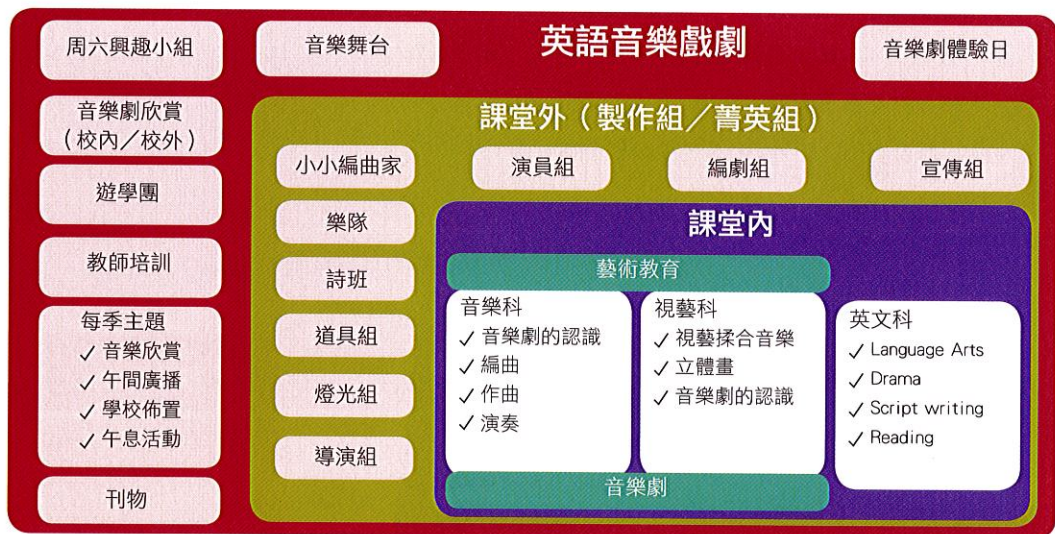 英語音樂戲劇
周六興趣小組
音樂舞台
音樂劇體驗日
音樂劇欣賞
(校內／校外)
遊學團
教師培訓
每季主題
✓ 音樂欣賞
✓ 午間廣播
✓ 學校佈置
✓ 午息活動
刊物
課堂外（製作組／菁英組）
小小編曲家
演員組
編劇組
宣傳組
樂隊
詩班
道具組
燈光組
導演組
課堂內
藝術教育
音樂科
✓ 音樂劇的認識
✓ 編曲
✓ 作曲
✓ 演奏
視藝科
✓ 視藝揉合音樂
✓ 立體畫
✓ 音樂劇的認識
英文科
✓ Language Arts
✓ Drama
✓ Script writing
✓ Reading
音樂劇